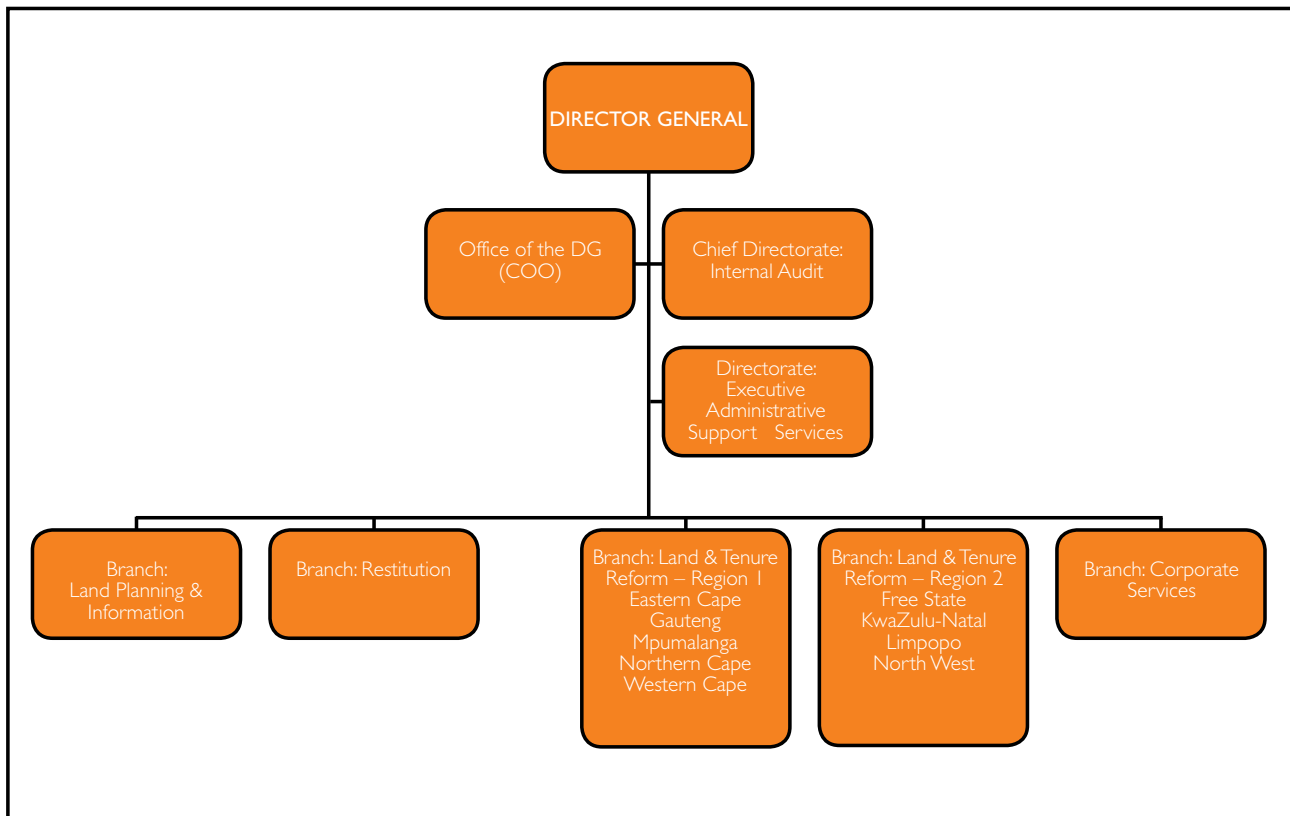 DIRECTOR GENERAL
Office of the DG
(COO)
Chief Directorate:
Internal Audit
Directorate:
Executive
Administrative
Support Services
Branch:
Land Planning &
Information
Branch: Restitution
Branch: Land & Tenure
Reform – Region 1
Eastern Cape
Gauteng
Mpumalanga
Northern Cape
Western Cape
Branch: Land & Tenure
Reform – Region 2
Free State
KwaZulu-Natal
Limpopo
North West
Branch: Corporate
Services